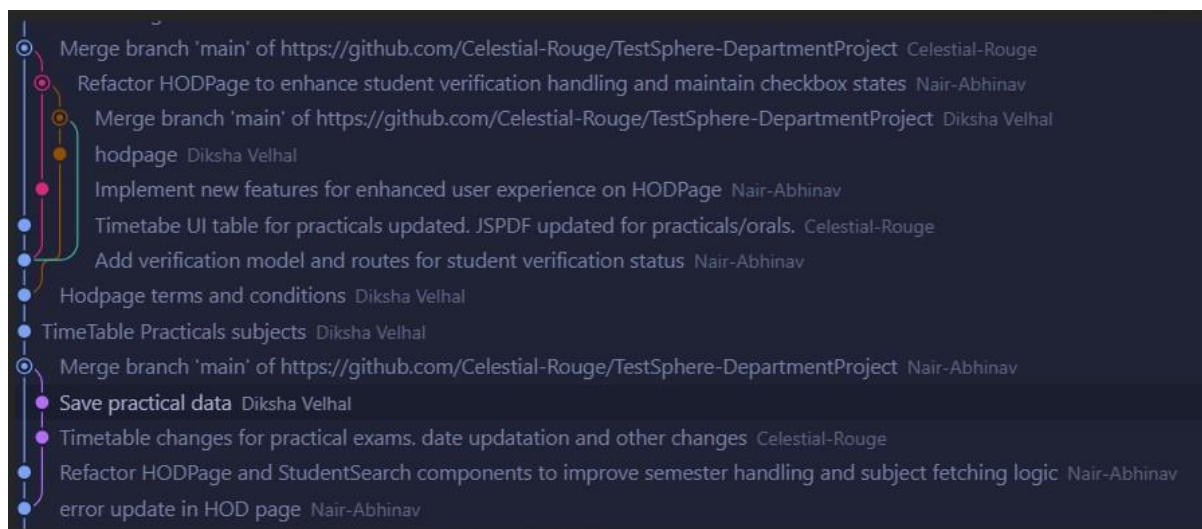 Merge branch 'main' of https://github.com/Celestial-Rouge/TestSphere-DepartmentProject Celestial-Rouge
Refactor HODPage to enhance student verification handling and maintain checkbox states Nair-Abhinav
Merge branch 'main' of https://github.com/Celestial-Rouge/TestSphere-DepartmentProject Diksha Velhal
hodpage Diksha Velhal
Implement new features for enhanced user experience on HODPage Nair-Abhinav
Timetabe UI table for practicals updated. JSPDF updated for practicals/orals. Celestial-Rouge
Add verification model and routes for student verification status Nair-Abhinav
Hodpage terms and conditions Diksha Velhal
TimeTable Practicals subjects Diksha Velhal
Merge branch 'main' of https://github.com/Celestial-Rouge/TestSphere-DepartmentProject Nair-Abhinav
Save practical data Diksha Velhal
Timetable changes for practical exams. date updatation and other changes Celestial-Rouge
Refactor HODPage and StudentSearch components to improve semester handling and subject fetching logic Nair-Abhinav
error update in HOD page Nair-Abhinav